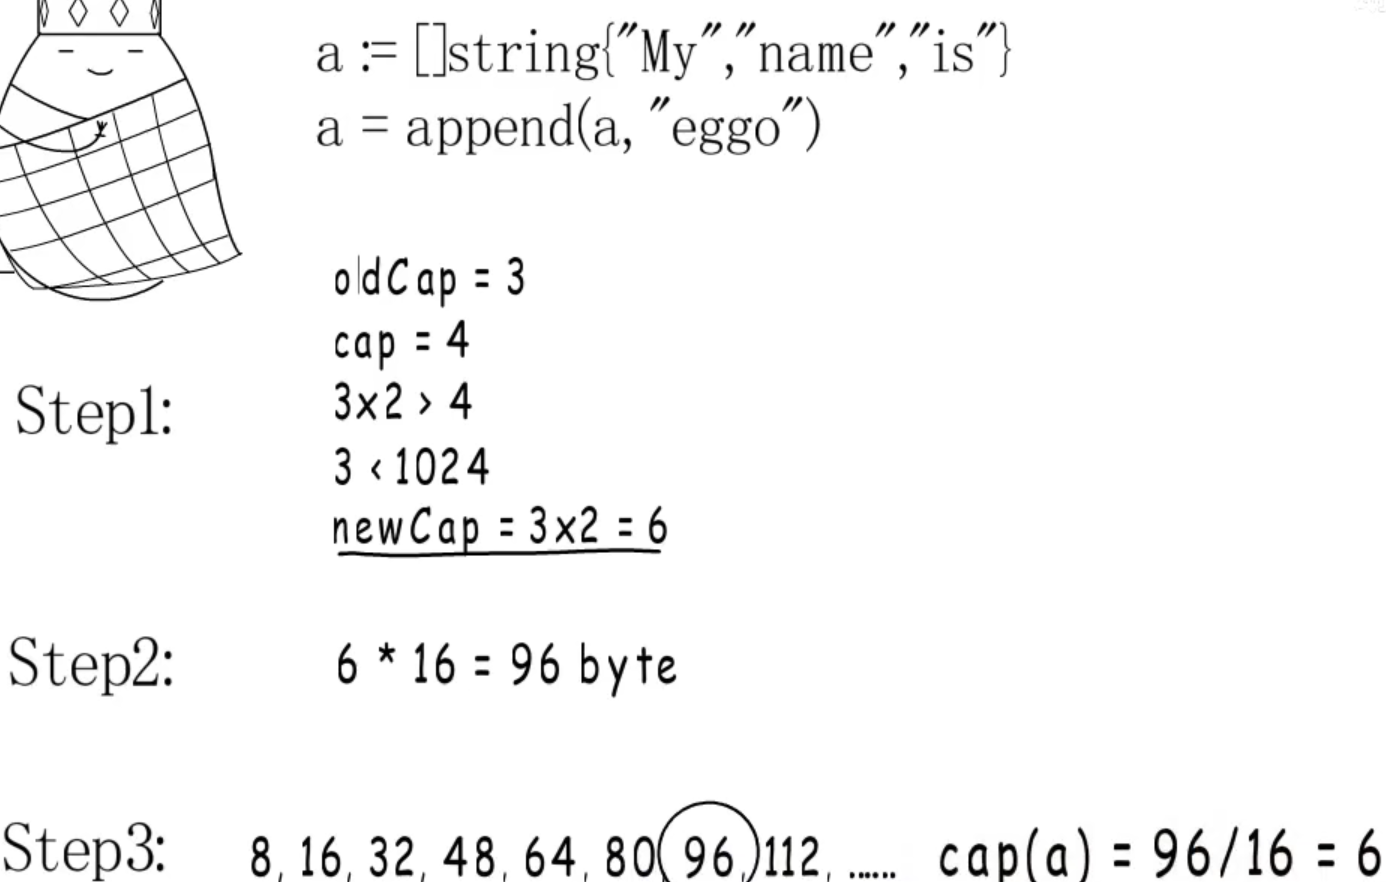 a := []string{"My","name","is"}
a = append(a, "eggo")
oldCap = 3
cap = 4
Step1:
3x2 > 4
3 < 1024
newCap = 3x2 = 6
Step2:
6 * 16 = 96 byte
Step3:
8, 16, 32, 48, 64, 80, 96, 112, ...... cap(a) = 96/16 = 6